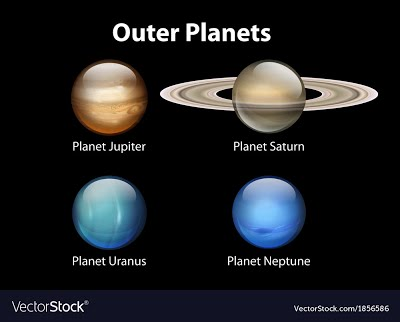 Outer Planets
Planet Jupiter
Planet Saturn
Planet Uranus
Planet Neptune
VectorStock®
VectorStock.com/1856586